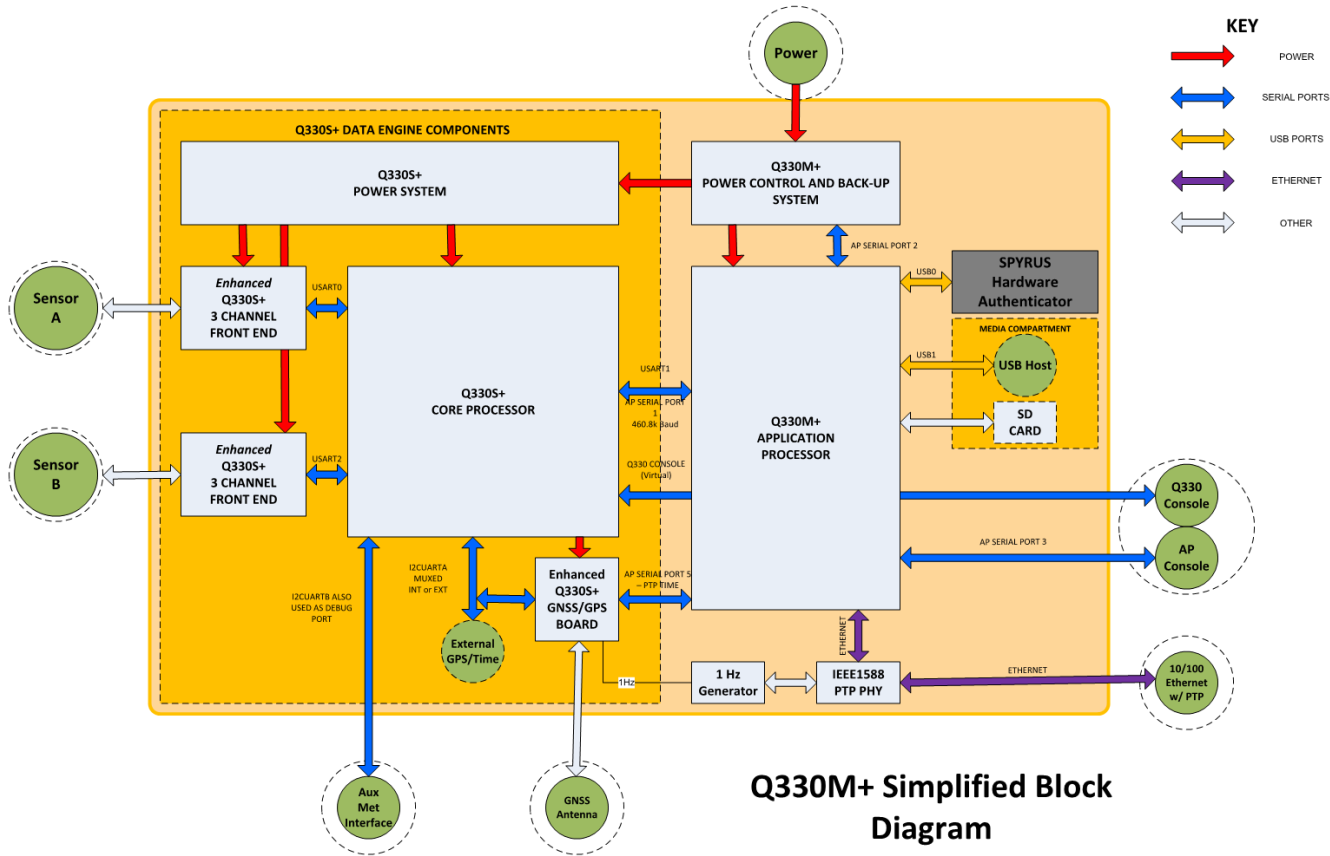 KEY
POWER
SERIAL PORTS
USB PORTS
ETHERNET
OTHER
Power
Q330S+ DATA ENGINE COMPONENTS
Q330S+
POWER SYSTEM
Q330M+
POWER CONTROL AND BACK-UP
SYSTEM
AP SERIAL PORT 2
Sensor
A
Enhanced
Q330S+
3 CHANNEL
FRONT END
USART0
Q330S+
CORE PROCESSOR
USART1
AP SERIAL PORT
1
460.8k Baud
Q330 CONSOLE
(Virtual)
Q330M+
APPLICATION
PROCESSOR
USB0
SPYRUS
Hardware
Authenticator
MEDIA COMPARTMENT
USB1
USB Host
SD
CARD
Sensor
B
Enhanced
Q330S+
3 CHANNEL
FRONT END
USART2
Q330
Console
AP SERIAL PORT 3
AP
Console
I2CUARTB ALSO
USED AS DEBUG
PORT
I2CUARTA
MUXED
INT or EXT
External
GPS/Time
Enhanced
Q330S+
GNSS/GPS
BOARD
AP SERIAL PORT 5
– PTP TIME
ETHERNET
1Hz
1 Hz
Generator
IEEE1588
PTP PHY
ETHERNET
10/100
Ethernet
w/ PTP
Aux
Met
Interface
GNSS
Antenna
Q330M+ Simplified Block
Diagram